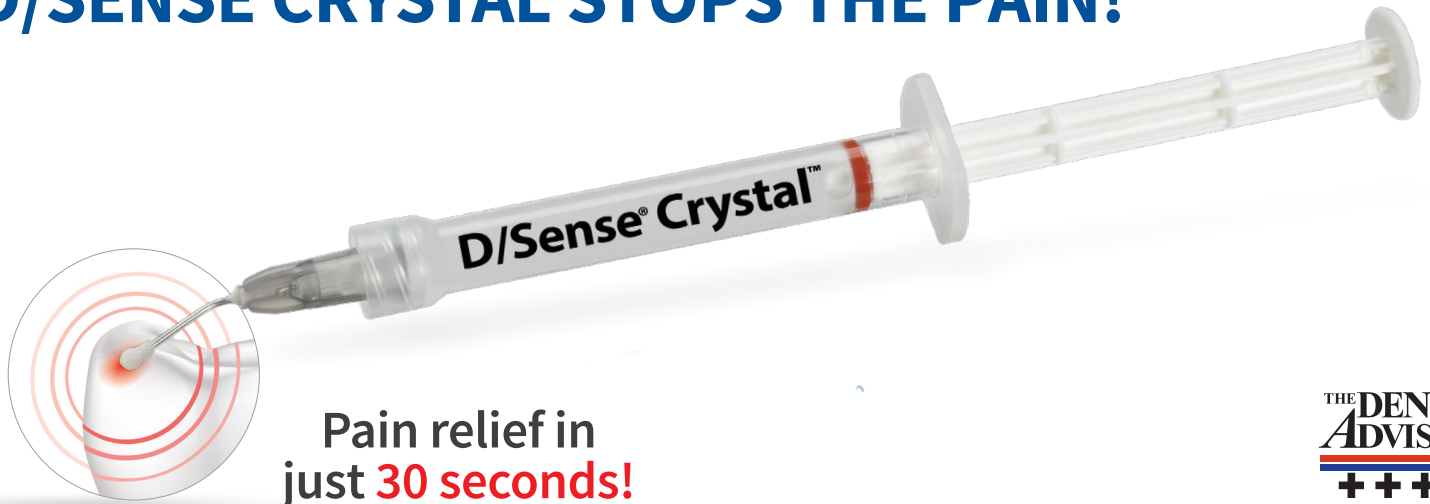 D/SENSE CRYSTAL STOPS THE PAIN!
D/Sense® Crystal™
Pain relief in
just 30 seconds!
THE DEN
ADVIS
+++